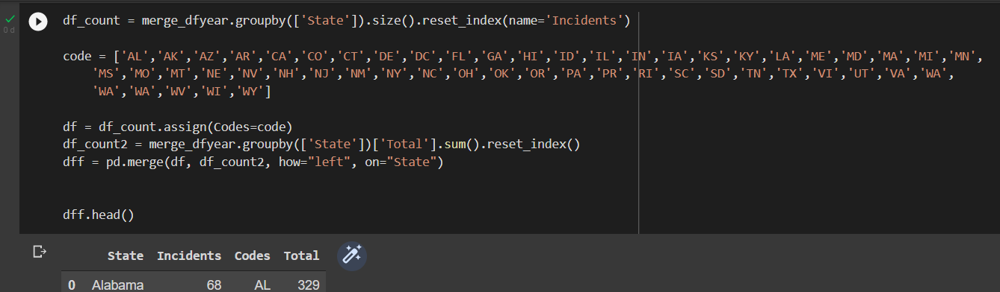 df_count = merge_dfyear.groupby(['State']).size().reset_index(name='Incidents')
code = ['AL','AK','AZ','AR','CA','CO','CT','DE','DC','FL','GA','HI','ID','IL','IN','IA','KS','KY','LA','ME','MD','MA','MI','MN',
'MS','MO','MT','NE','NV','NH','NJ','NM','NY','NC','OH','OK','OR','PA','PR','RI','SC','SD','TN','TX','VI','UT','VA','WA',
'WA','WA','WV','WI','WY']
df = df_count.assign(Codes=code)
df_count2 = merge_dfyear.groupby(['State'])['Total'].sum().reset_index()
dff = pd.merge(df, df_count2, how="left", on="State")
dff.head()
0 d
State Incidents Codes Total
0 Alabama 68 AL 329